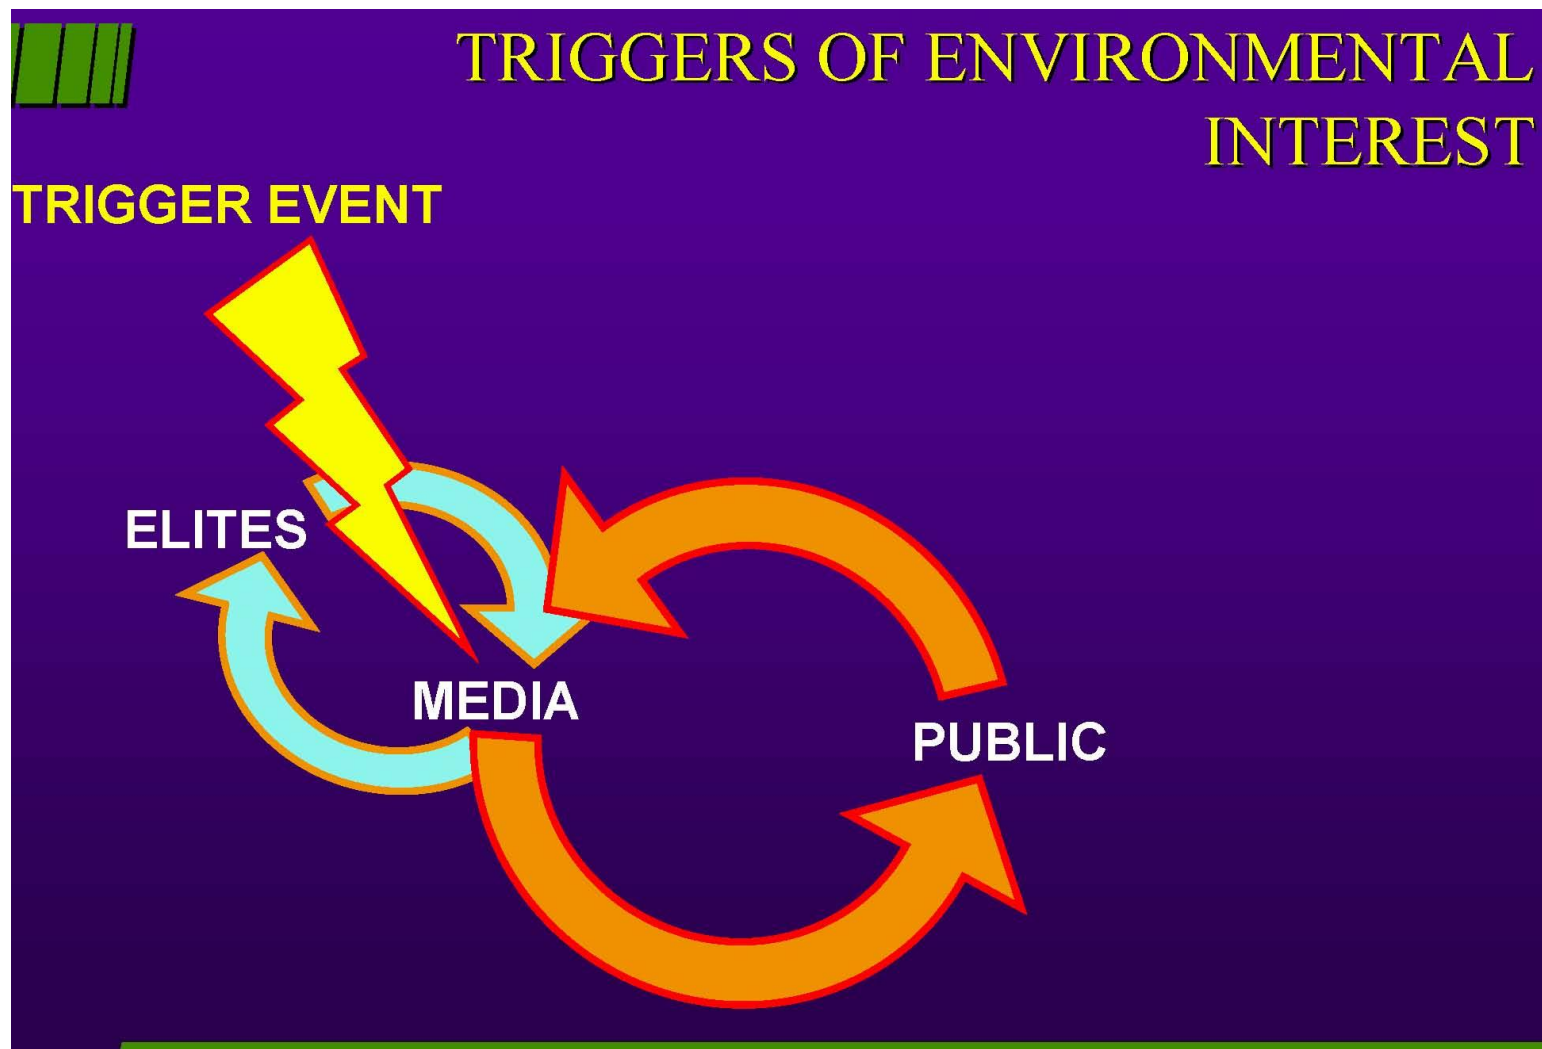 TRIGGERS OF ENVIRONMENTAL
INTEREST
TRIGGER EVENT
ELITES
MEDIA
PUBLIC